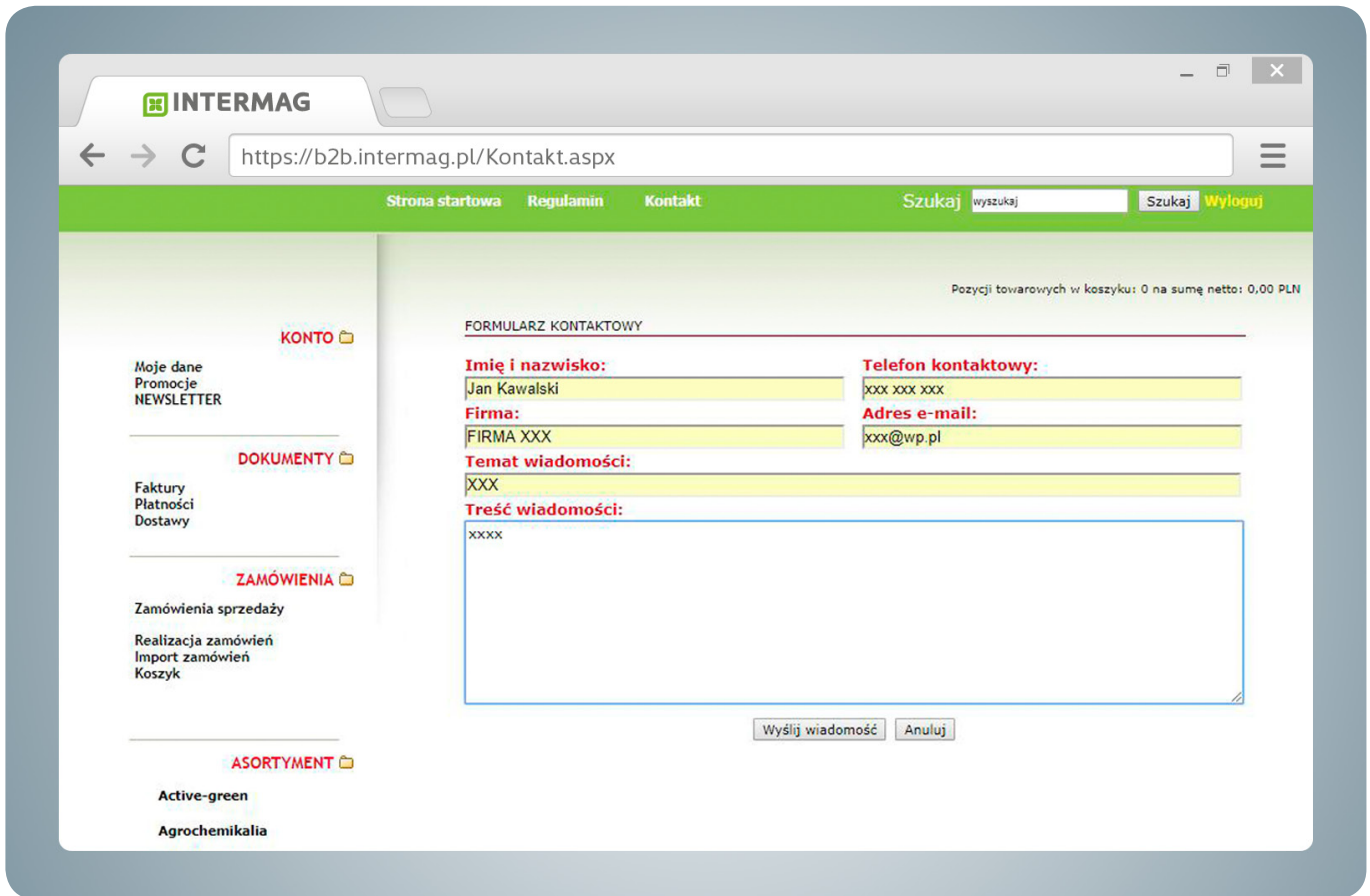 INTERMAG
https://b2b.intermag.pl/Kontakt.aspx
Strona startowa Regulamin Kontakt Szukaj wyszukaj Szukaj Wyloguj
Pozycji towarowych w koszyku: 0 na sumę netto: 0,00 PLN
KONTO
Moje dane
Promocje
NEWSLETTER
DOKUMENTY
Faktury
Płatności
Dostawy
ZAMÓWIENIA
Zamówienia sprzedaży
Realizacja zamówień
Import zamówień
Koszyk
ASORTYMENT
Active-green
Agrochemikalia
FORMULARZ KONTAKTOWY
Imię i nazwisko: Telefon kontaktowy:
Jan Kawalski xxx xxx xxx
Firma: Adres e-mail:
FIRMA XXX xxx@wp.pl
Temat wiadomości:
XXX
Treść wiadomości:
xxxx
Wyślij wiadomość Anuluj